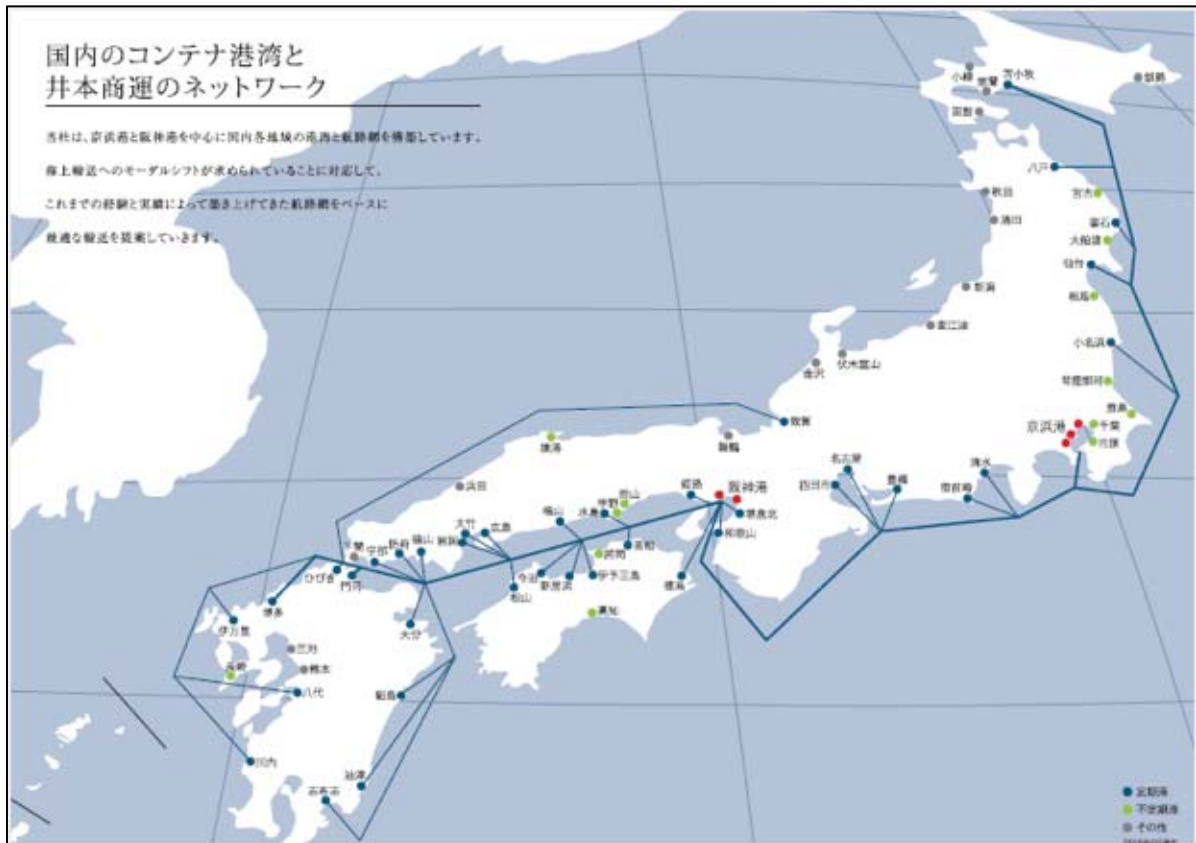 国内のコンテナ港湾と
井本商運のネットワーク
当社は、京浜港と阪神港を中心に国内各地域の港湾と航路網を構築しています。
海上輸送へのモーダルシフトが求められていることに対応して、
これまでの経験と実績によって築き上げてきた航路網をベースに
最適な輸送を提案していきます。
小樽
室蘭
苫小牧
釧路
函館
八戸
秋田
宮古
釜石
酒田
大船渡
仙台
新潟
相馬
直江津
小名浜
伏木富山
金沢
常陸那珂
敦賀
鹿島
境港
舞鶴
京浜港
千葉
名古屋
清水
四日市
豊橋
御前崎
浜田
姫路
阪神港
水島
宇野
岡山
福山
堺泉北
大竹
広島
和歌山
岩国
高松
宇部
徳山
ひびき
門司
今治
新居浜
伊予三島
松山
徳島
高知
博多
伊万里
大分
三池
熊本
長崎
八代
細島
川内
油津
志布志
定期港
不定期港
その他